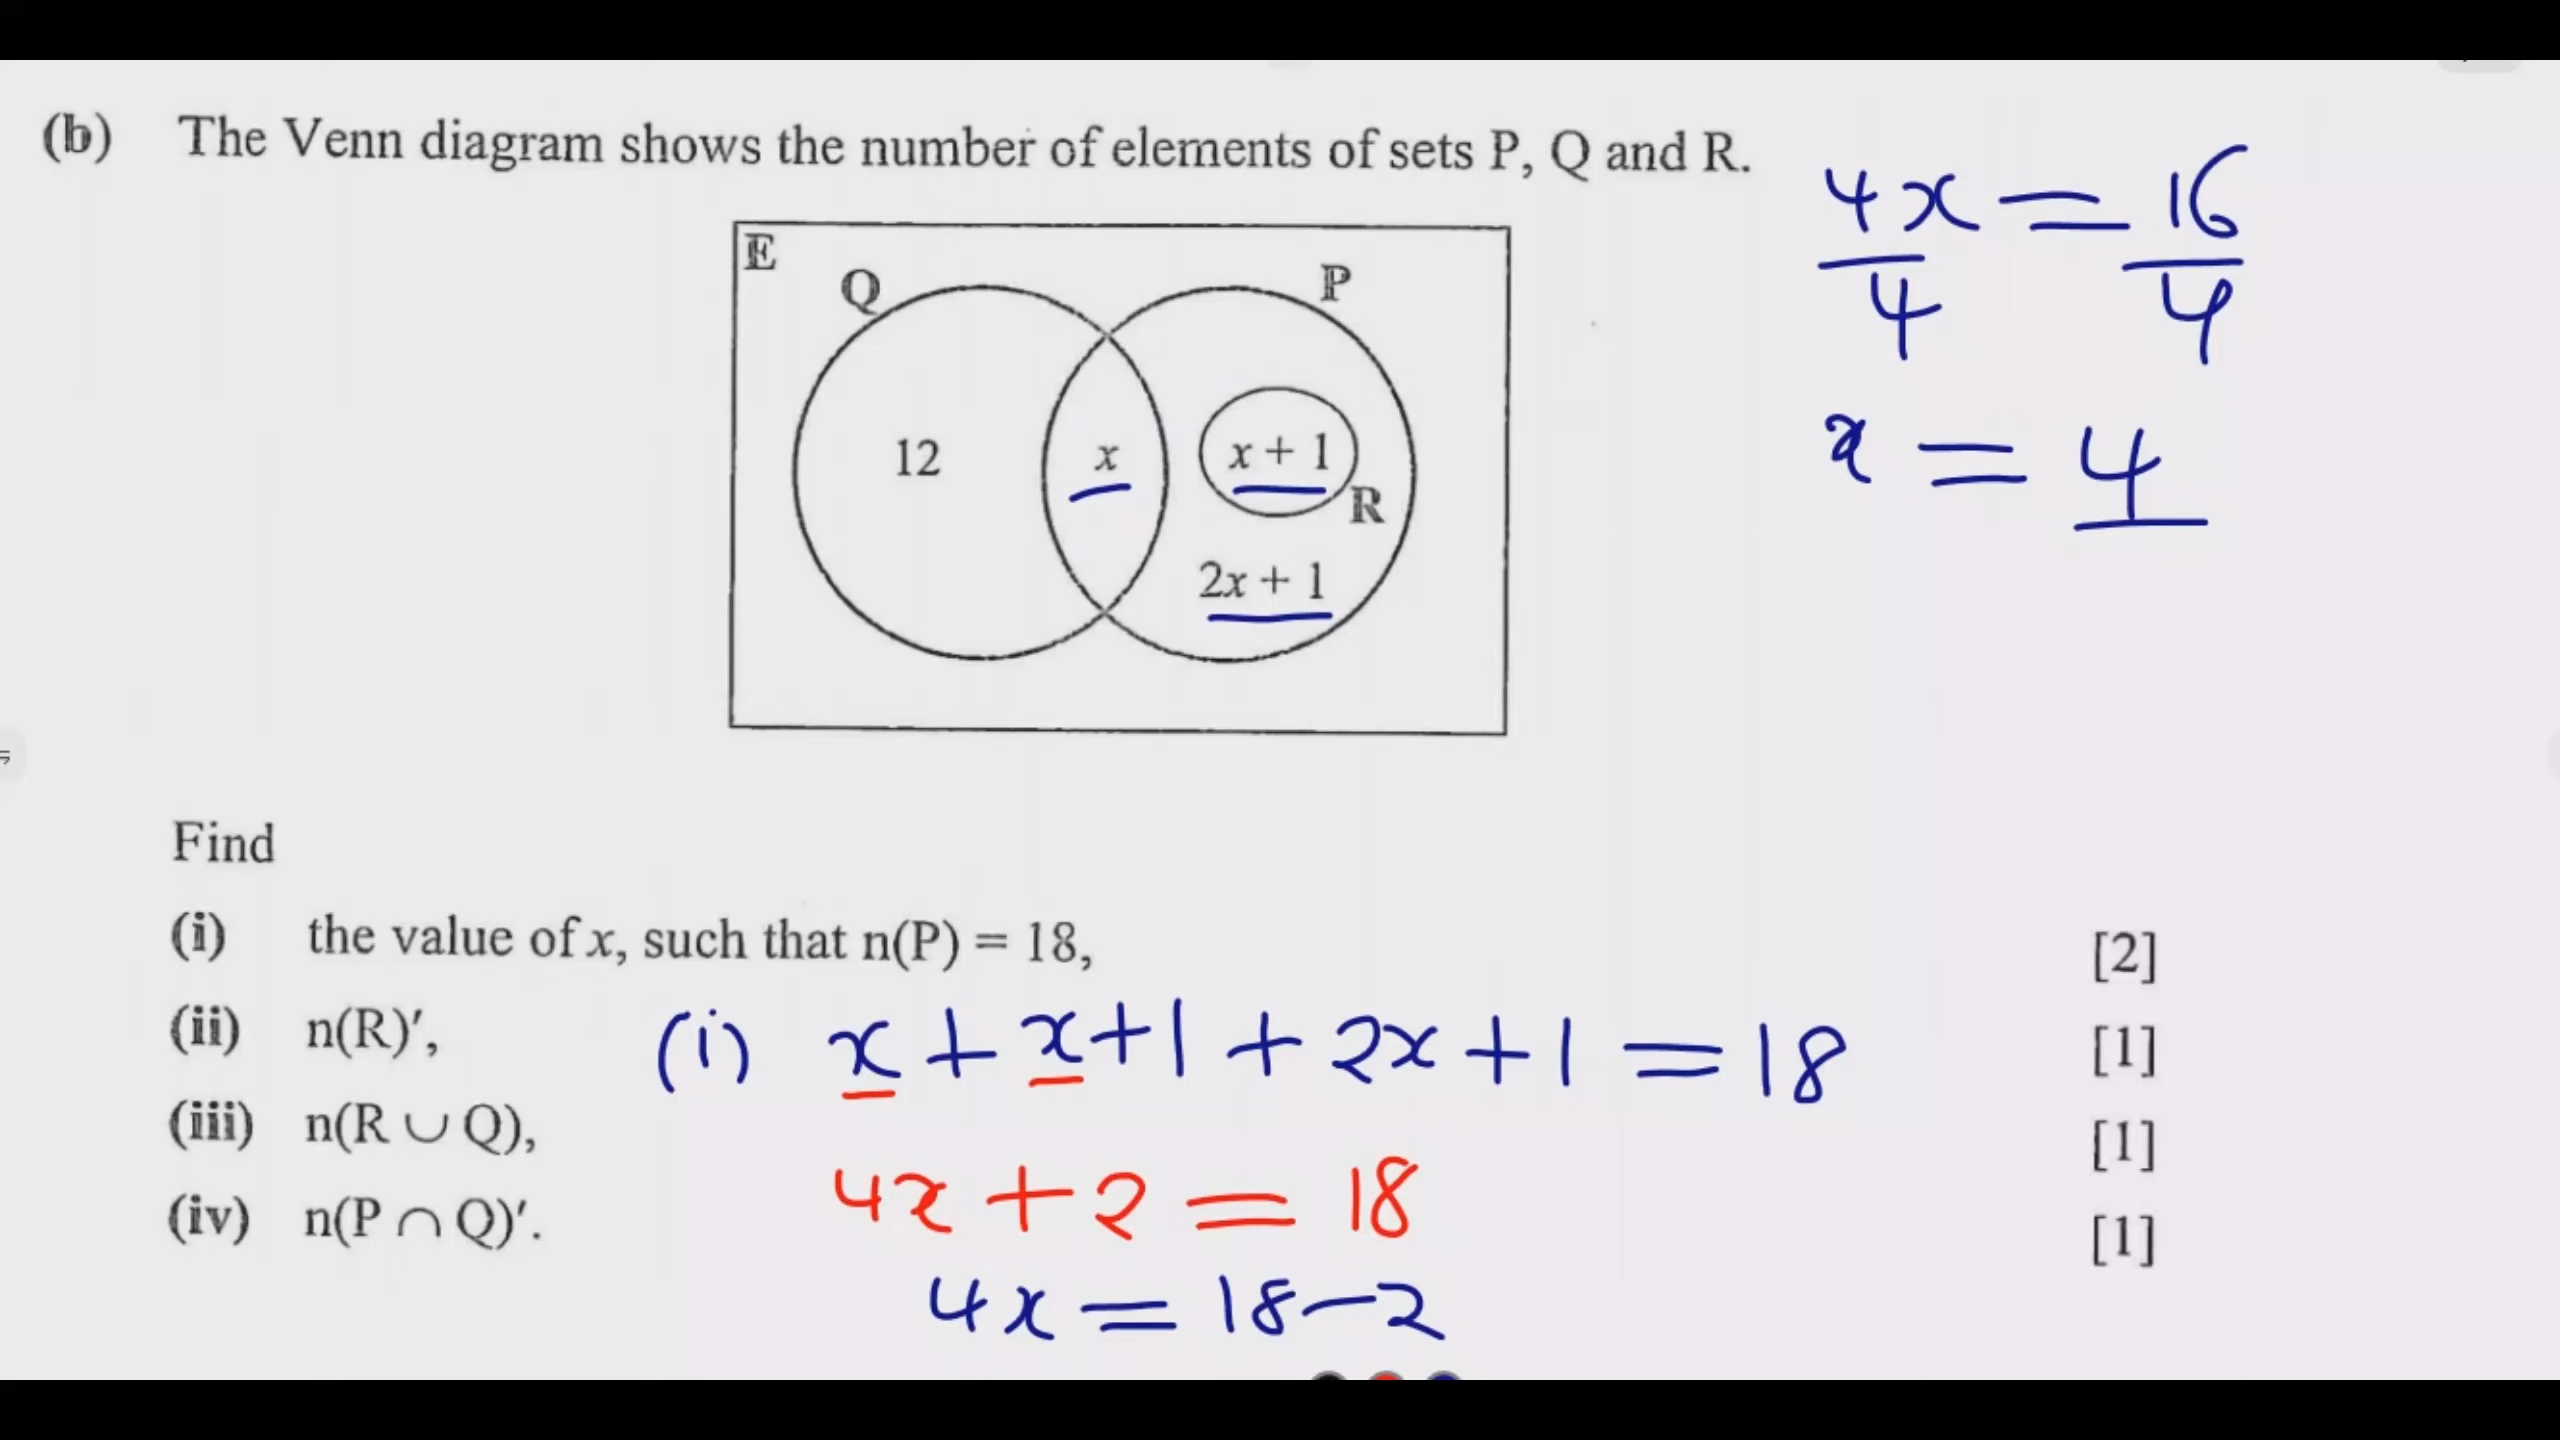 (b) The Venn diagram shows the number of elements of sets P, Q and R.
4x = 16
4 4
x = 4
E
Q P
12 x x + 1
R
2x + 1
Find
(i) the value of x, such that n(P) = 18, [2]
(ii) n(R)′, [1]
(iii) n(R ∪ Q), [1]
(iv) n(P ∩ Q)′. [1]
(i) x + x + 1 + 2x + 1 = 18
4x + 2 = 18
4x = 18 − 2